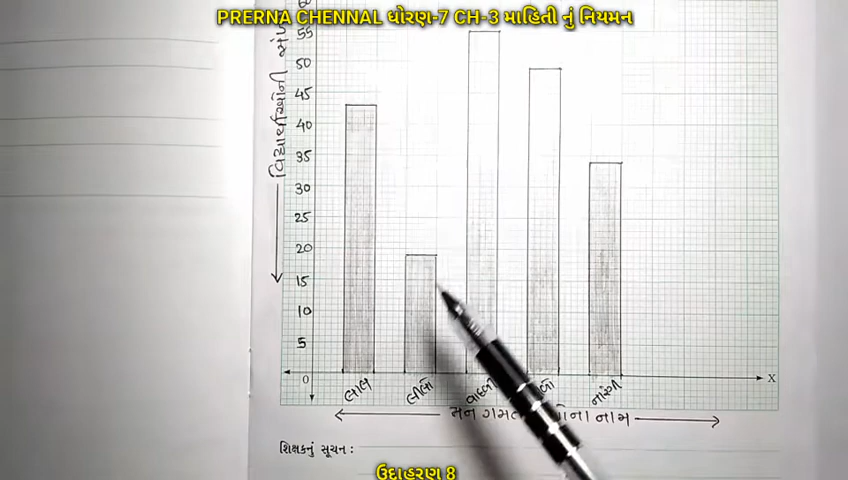 PRERNA CHENNAL ધોરણ-7 CH-3 માહિતી નું નિયમન
વિદ્યાર્થીઓની
55
50
45
40
35
30
25
20
15
10
5
0
X
લાલ
લીલો
વાદળી
નારંગી
મન ગમતા
નામ
શિક્ષકનું સૂચન :
ઉદાહરણ 8